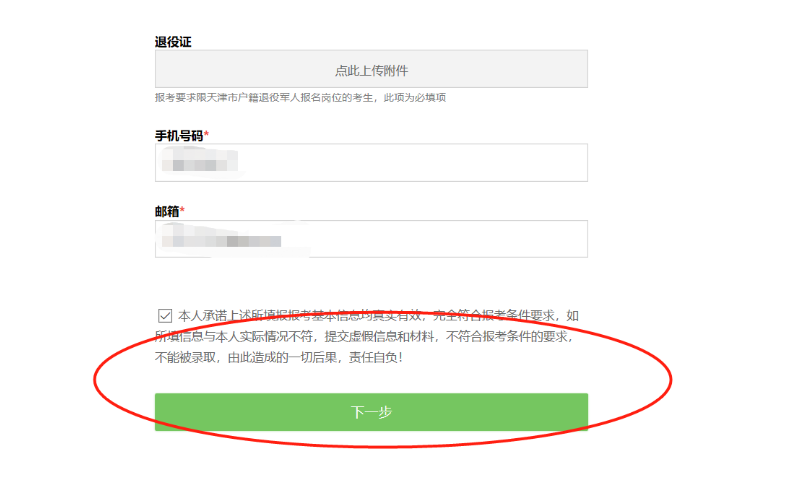 退役证
点此上传附件
报考要求限天津市户籍退役军人报名岗位的考生，此项为必填项
手机号码*
邮箱*
本人承诺上述所填报报考基本信息均真实有效，完全符合报考条件要求，如
所填信息与本人实际情况不符，提交虚假信息和材料，不符合报考条件的要求，
不能被录取，由此造成的一切后果，责任自负！
下一步